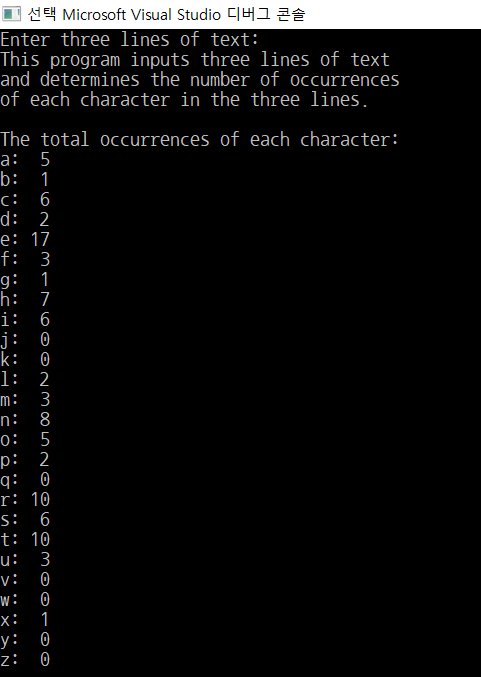 선택 Microsoft Visual Studio 디버그 콘솔
Enter three lines of text:
This program inputs three lines of text
and determines the number of occurrences
of each character in the three lines.
The total occurrences of each character:
a:  5
b:  1
c:  6
d:  2
e: 17
f:  3
g:  1
h:  7
i:  6
j:  0
k:  0
l:  2
m:  3
n:  8
o:  5
p:  2
q:  0
r: 10
s:  6
t: 10
u:  3
v:  0
w:  0
x:  1
y:  0
z:  0